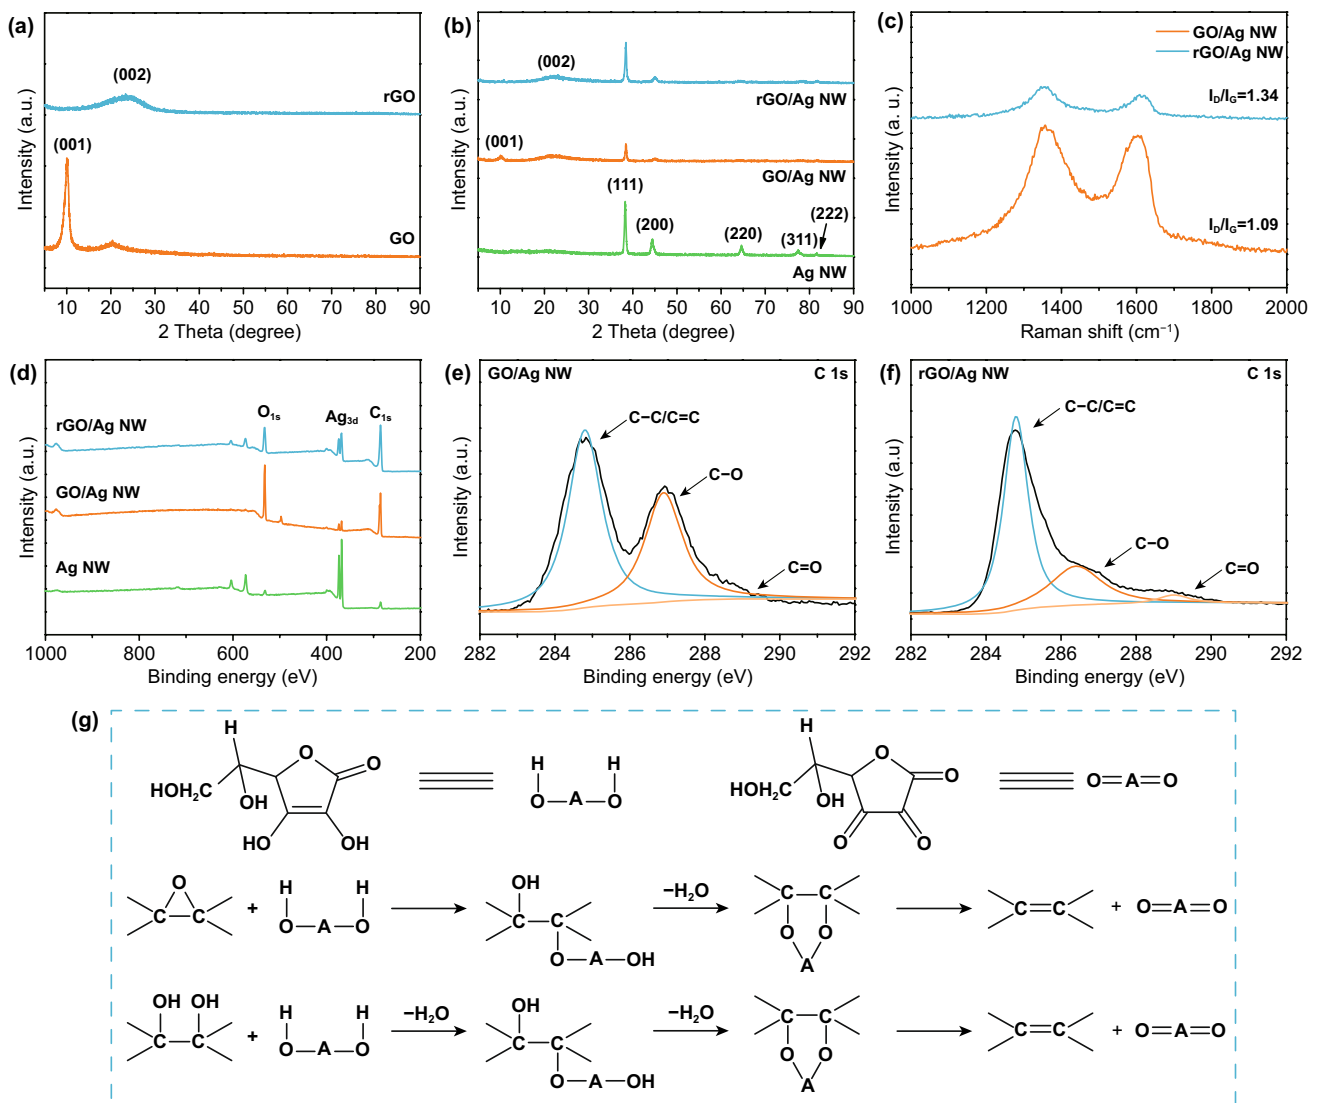 (a)
(002)
rGO
(001)
GO
Intensity (a.u.)
10 20 30 40 50 60 70 80 90
2 Theta (degree)
(b)
(002)
rGO/Ag NW
(001)
GO/Ag NW
(111)
(200)
(220)
(311)
(222)
Ag NW
Intensity (a.u.)
10 20 30 40 50 60 70 80 90
2 Theta (degree)
(c)
GO/Ag NW
rGO/Ag NW
I_D/I_G=1.34
I_D/I_G=1.09
Intensity (a. u.)
1000 1200 1400 1600 1800 2000
Raman shift (cm⁻¹)
(d)
O₁ₛ
Ag₃d
C₁ₛ
rGO/Ag NW
GO/Ag NW
Ag NW
Intensity (a.u.)
1000 800 600 400 200
Binding energy (eV)
(e)
GO/Ag NW
C 1s
C−C/C=C
C−O
C=O
Intensity (a.u.)
282 284 286 288 290 292
Binding energy (eV)
(f)
rGO/Ag NW
C 1s
C−C/C=C
C−O
C=O
Intensity (a.u)
282 284 286 288 290 292
Binding energy (eV)
(g)
H
O
O
HOH₂C
OH
HO
OH
H H
O—A—O
H
O
O
HOH₂C
OH
O
O
O=A=O
O
C C
+
H H
O—A—O
OH
C—C
O—A—OH
−H₂O
C—C
O O
A
C=C
+
O=A=O
OH OH
C—C
+
H H
O—A—O
−H₂O
OH
C—C
O—A—OH
−H₂O
C—C
O O
A
C=C
+
O=A=O